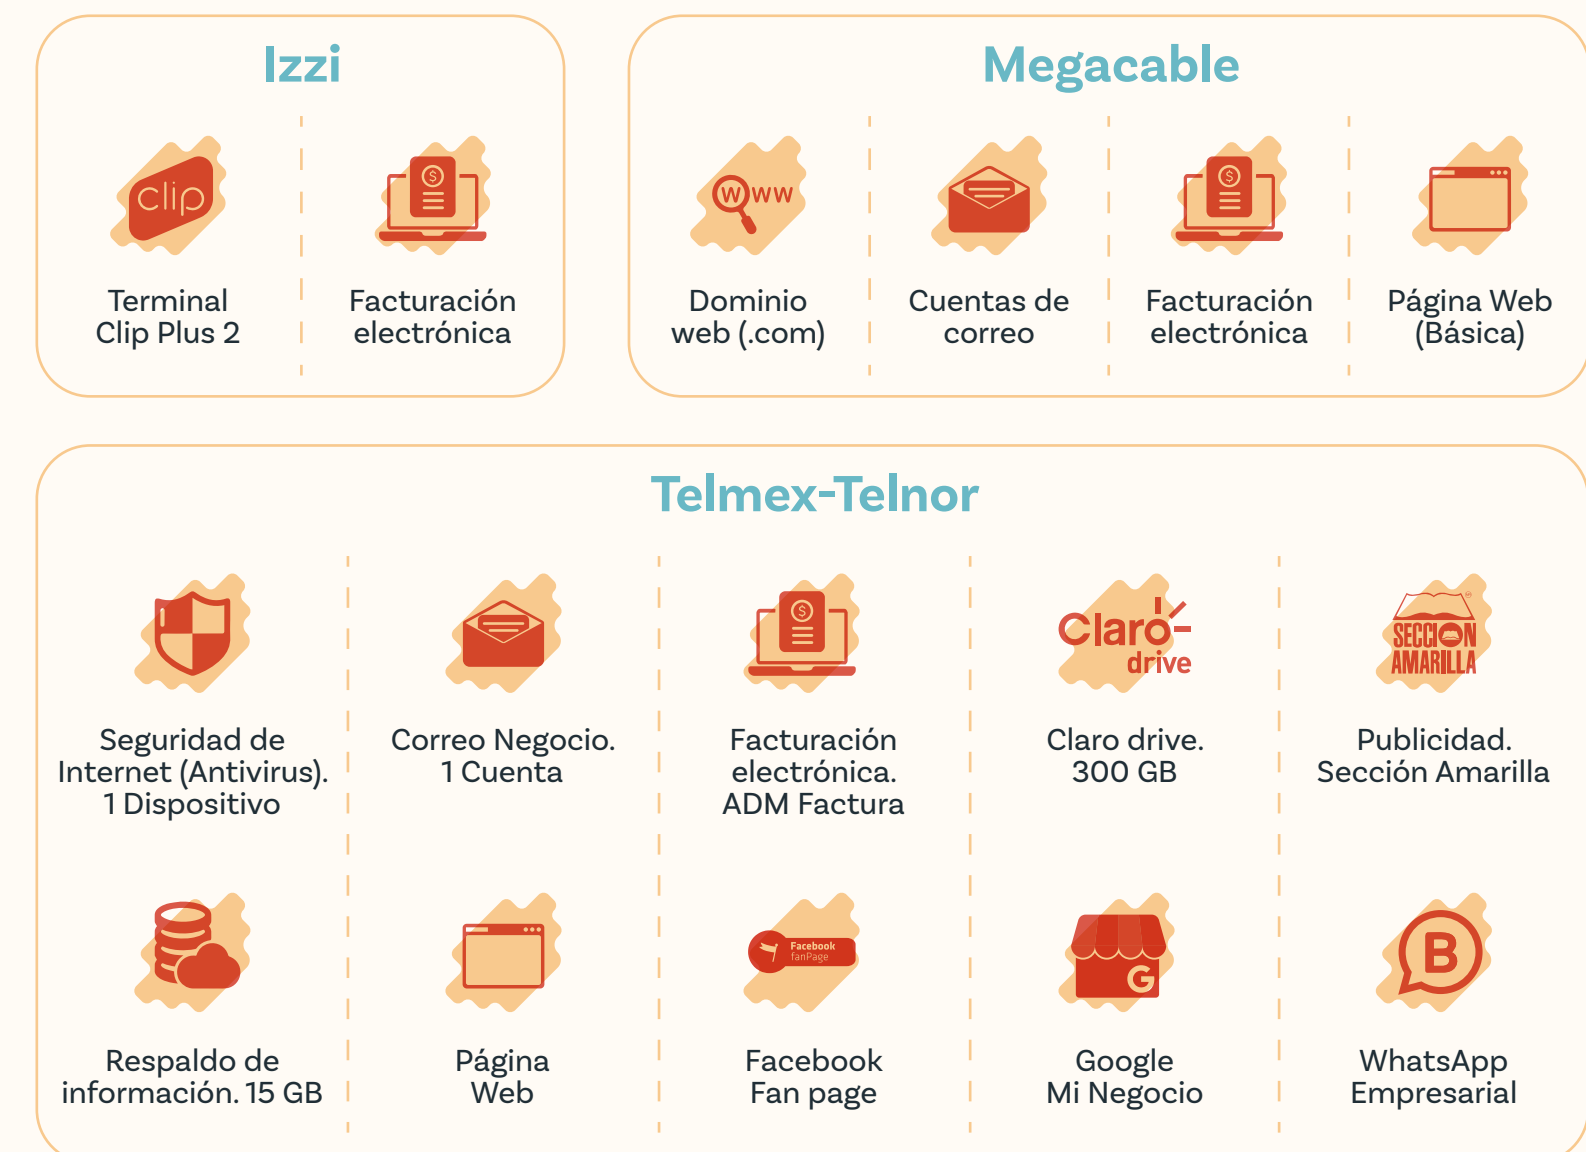 Izzi
clip
Terminal
Clip Plus 2
$
Facturación
electrónica
Megacable
www
Dominio
web (.com)
Cuentas de
correo
$
Facturación
electrónica
Página Web
(Básica)
Telmex-Telnor
Seguridad de
Internet (Antivirus).
1 Dispositivo
Correo Negocio.
1 Cuenta
$
Facturación
electrónica.
ADM Factura
Claro
drive
Claro drive.
300 GB
SECCION
AMARILLA
Publicidad.
Sección Amarilla
Respaldo de
información. 15 GB
Página
Web
Facebook
fanPage
Facebook
Fan page
G
Google
Mi Negocio
B
WhatsApp
Empresarial